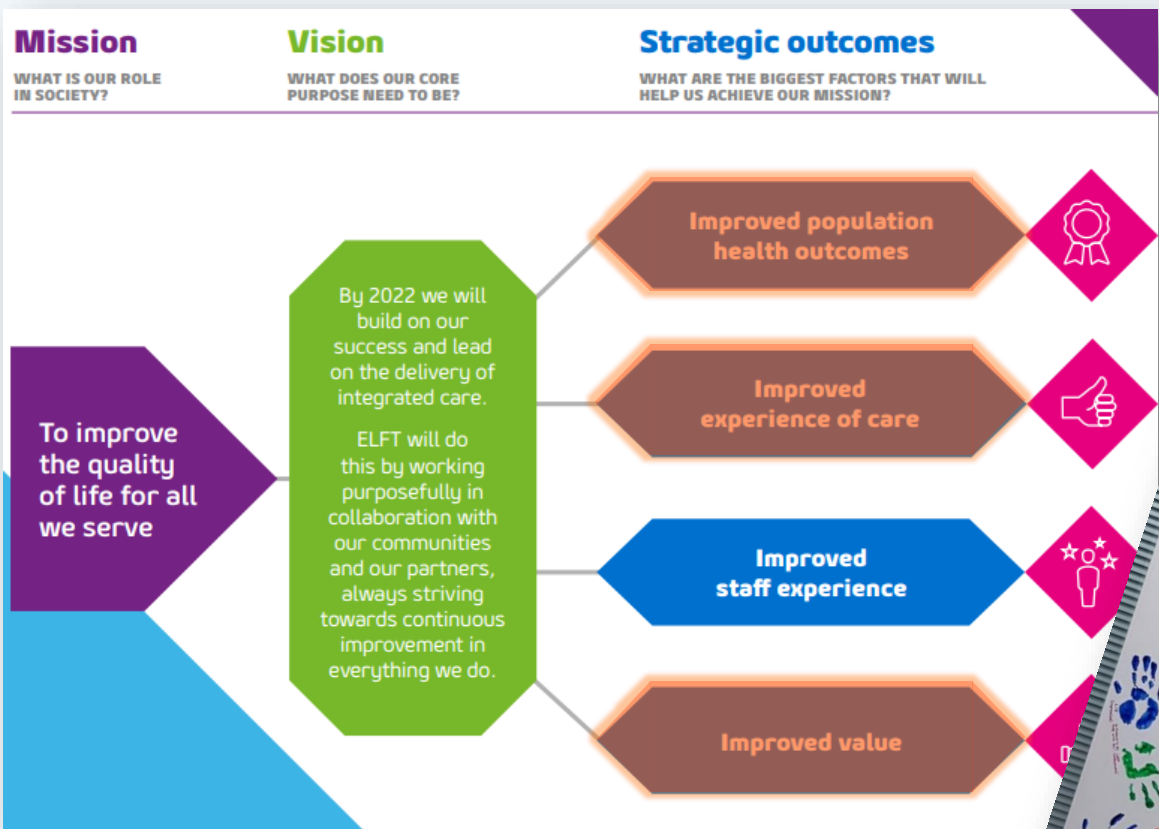 Mission
WHAT IS OUR ROLE
IN SOCIETY?
Vision
WHAT DOES OUR CORE
PURPOSE NEED TO BE?
Strategic outcomes
WHAT ARE THE BIGGEST FACTORS THAT WILL
HELP US ACHIEVE OUR MISSION?
To improve
the quality
of life for all
we serve
By 2022 we will
build on our
success and lead
on the delivery of
integrated care.
ELFT will do
this by working
purposefully in
collaboration with
our communities
and our partners,
always striving
towards continuous
improvement in
everything we do.
Improved population
health outcomes
Improved
experience of care
Improved
staff experience
Improved value